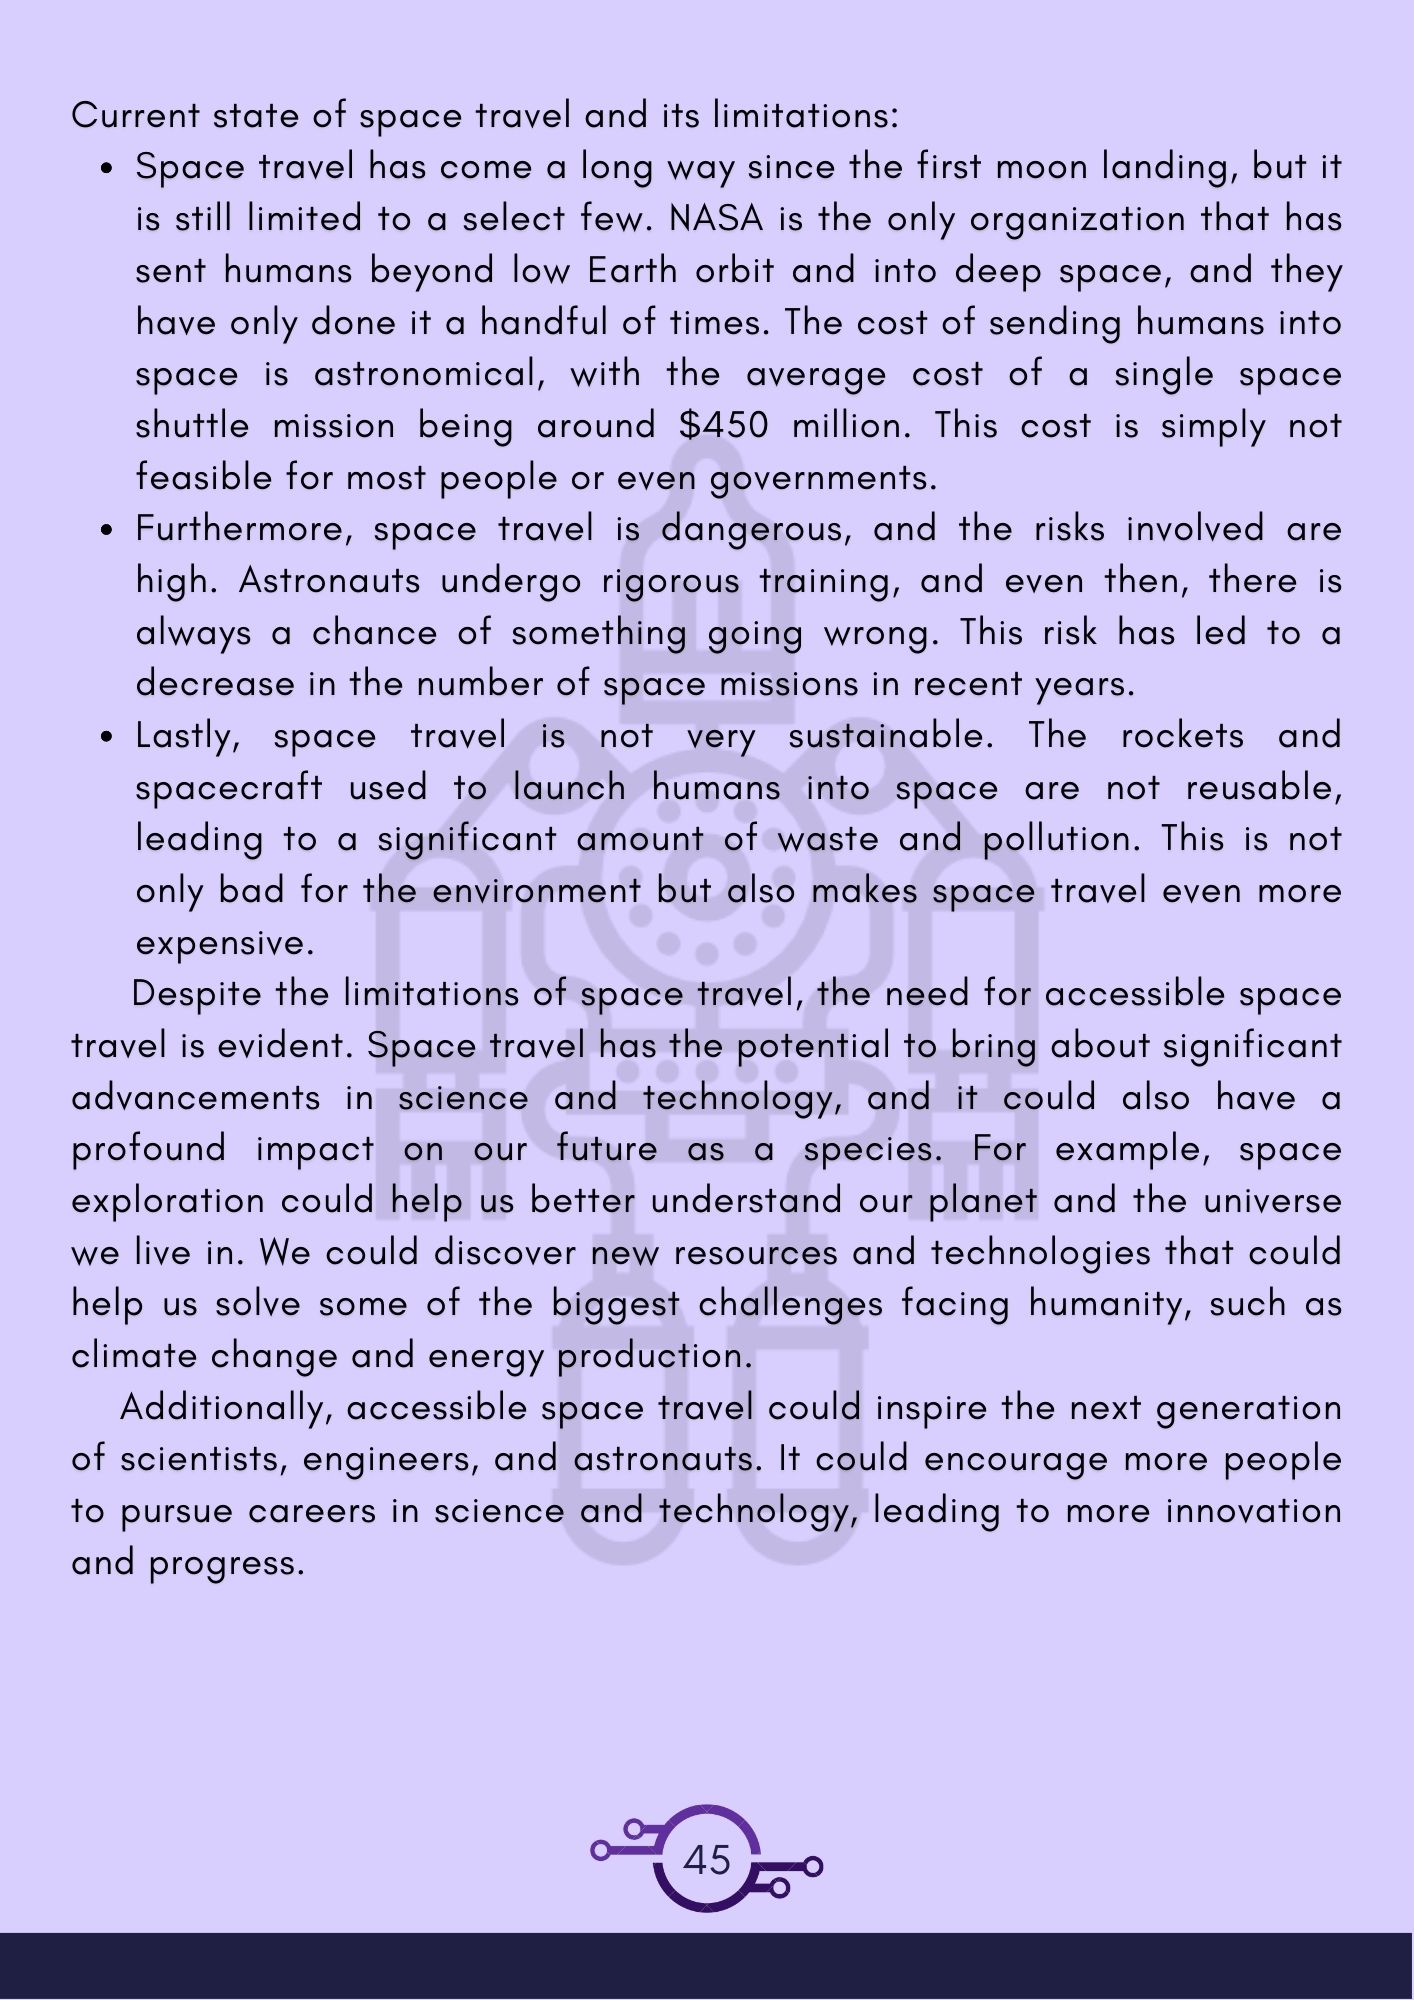 Current state of space travel and its limitations:
• Space travel has come a long way since the first moon landing, but it
is still limited to a select few. NASA is the only organization that has
sent humans beyond low Earth orbit and into deep space, and they
have only done it a handful of times. The cost of sending humans into
space is astronomical, with the average cost of a single space
shuttle mission being around $450 million. This cost is simply not
feasible for most people or even governments.
• Furthermore, space travel is dangerous, and the risks involved are
high. Astronauts undergo rigorous training, and even then, there is
always a chance of something going wrong. This risk has led to a
decrease in the number of space missions in recent years.
• Lastly, space travel is not very sustainable. The rockets and
spacecraft used to launch humans into space are not reusable,
leading to a significant amount of waste and pollution. This is not
only bad for the environment but also makes space travel even more
expensive.
Despite the limitations of space travel, the need for accessible space
travel is evident. Space travel has the potential to bring about significant
advancements in science and technology, and it could also have a
profound impact on our future as a species. For example, space
exploration could help us better understand our planet and the universe
we live in. We could discover new resources and technologies that could
help us solve some of the biggest challenges facing humanity, such as
climate change and energy production.
Additionally, accessible space travel could inspire the next generation
of scientists, engineers, and astronauts. It could encourage more people
to pursue careers in science and technology, leading to more innovation
and progress.
45